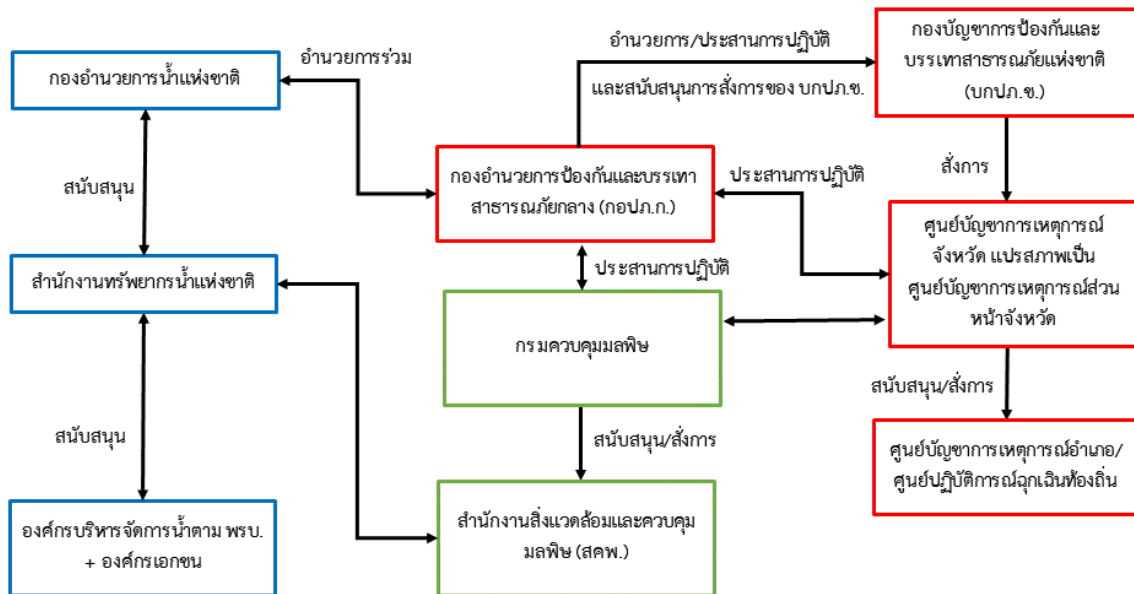 กองอำนวยการน้ำแห่งชาติ
อำนวยการร่วม
อำนวยการ/ประสานการปฏิบัติ
และสนับสนุนการสั่งการของ บกปภ.ช.
กองบัญชาการป้องกันและ
บรรเทาสาธารณภัยแห่งชาติ
(บกปภ.ช.)
สนับสนุน
กองอำนวยการป้องกันและบรรเทา
สาธารณภัยกลาง (กอปภ.ก.)
ประสานการปฏิบัติ
สั่งการ
สำนักงานทรัพยากรน้ำแห่งชาติ
ประสานการปฏิบัติ
ศูนย์บัญชาการเหตุการณ์
จังหวัด แปรสภาพเป็น
ศูนย์บัญชาการเหตุการณ์ส่วน
หน้าจังหวัด
กรมควบคุมมลพิษ
สนับสนุน
สนับสนุน/สั่งการ
สนับสนุน/สั่งการ
องค์กรบริหารจัดการน้ำตาม พรบ.
+ องค์กรเอกชน
สำนักงานสิ่งแวดล้อมและควบคุม
มลพิษ (สคพ.)
ศูนย์บัญชาการเหตุการณ์อำเภอ/
ศูนย์ปฏิบัติการณ์ฉุกเฉินท้องถิ่น